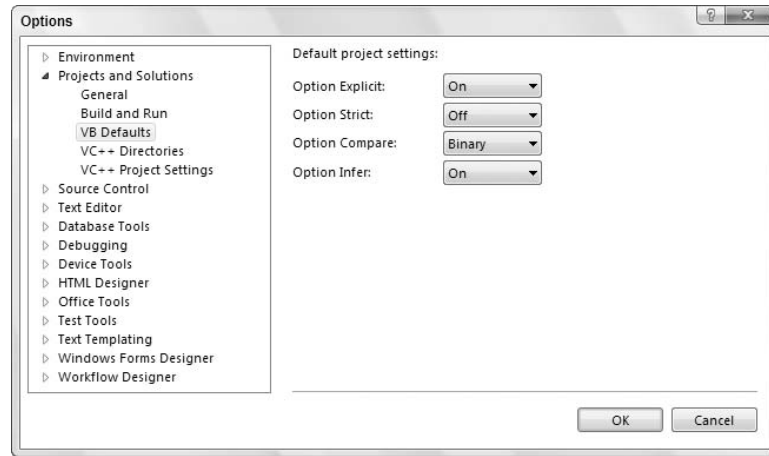 Options
Environment
Projects and Solutions
General
Build and Run
VB Defaults
VC++ Directories
VC++ Project Settings
Source Control
Text Editor
Database Tools
Debugging
Device Tools
HTML Designer
Office Tools
Test Tools
Text Templating
Windows Forms Designer
Workflow Designer
Default project settings:
Option Explicit: On
Option Strict: Off
Option Compare: Binary
Option Infer: On
OK Cancel